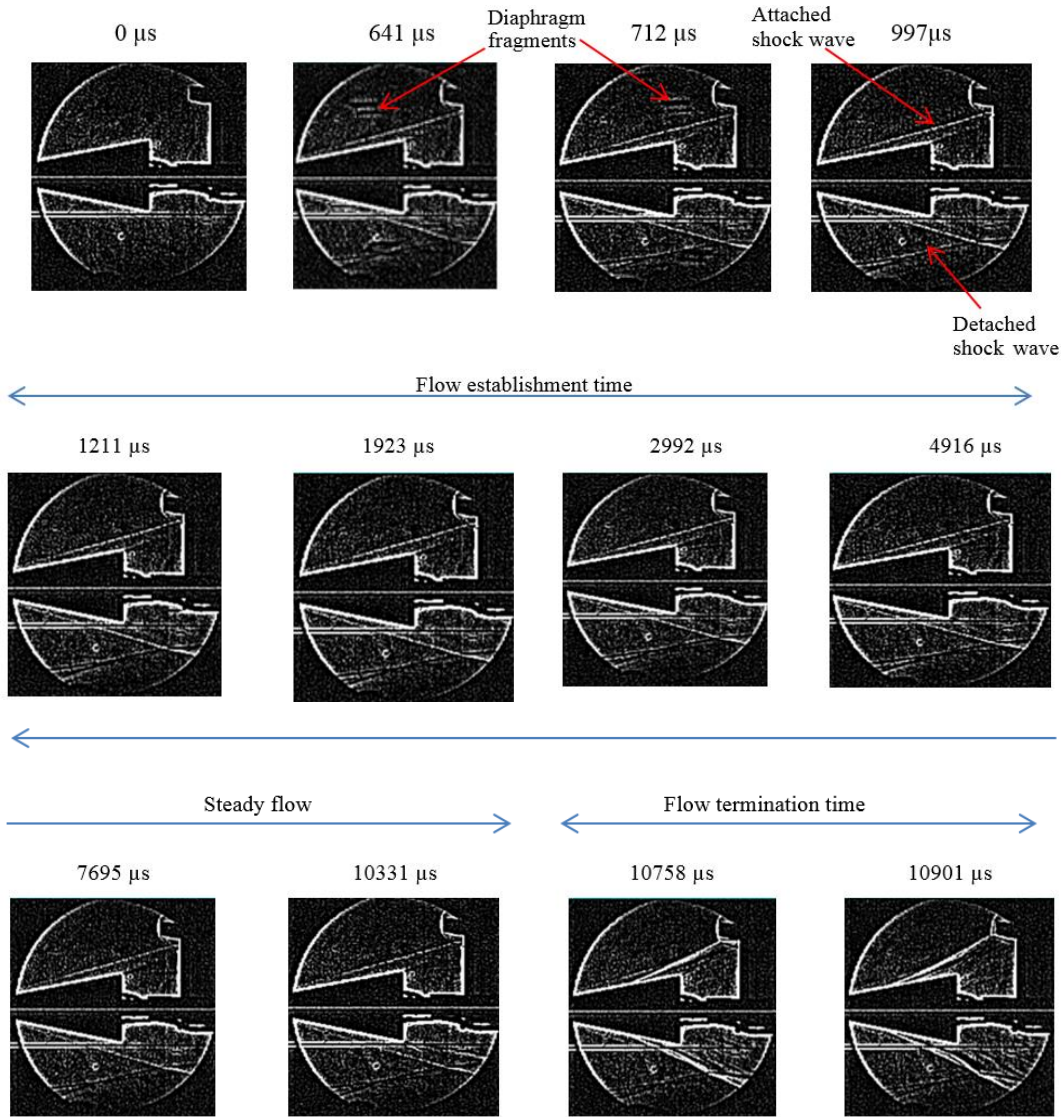 Diaphragm
fragments
Attached
shock wave
0 µs
641 µs
712 µs
997µs
Detached
shock wave
Flow establishment time
1211 µs
1923 µs
2992 µs
4916 µs
Steady flow
Flow termination time
7695 µs
10331 µs
10758 µs
10901 µs